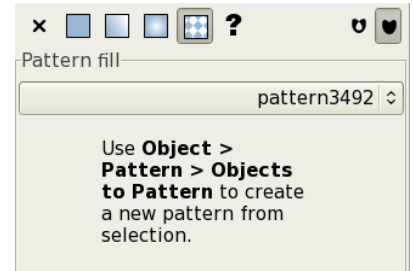 ?
Pattern fill
pattern3492
Use Object >
Pattern > Objects
to Pattern to create
a new pattern from
selection.